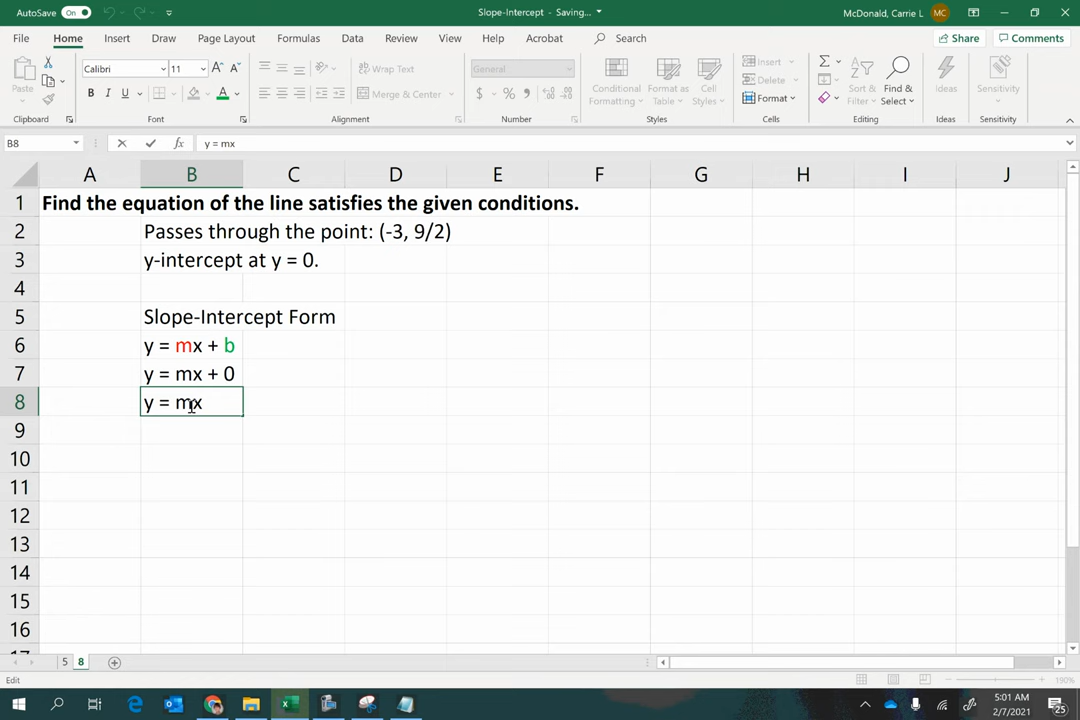 AutoSave On
Slope-Intercept - Saving...
McDonald, Carrie L MC
File Home Insert Draw Page Layout Formulas Data Review View Help Acrobat Search Share Comments
Paste
Calibri 11
Wrap Text
General
Conditional Formatting
Format as Table
Cell Styles
Insert
Delete
Format
Sort & Filter
Find & Select
Ideas
Sensitivity
B I U A
Merge & Center
$ % ,
Clipboard Font Alignment Number Styles Cells Editing Ideas Sensitivity
B8 fx y = mx
A B C D E F G H I J
1 Find the equation of the line satisfies the given conditions.
2 Passes through the point: (-3, 9/2)
3 y-intercept at y = 0.
4
5 Slope-Intercept Form
6 y = mx + b
7 y = mx + 0
8 y = mx
9
10
11
12
13
14
15
16
17
5 8
Edit
190%
5:01 AM
2/7/2021
25